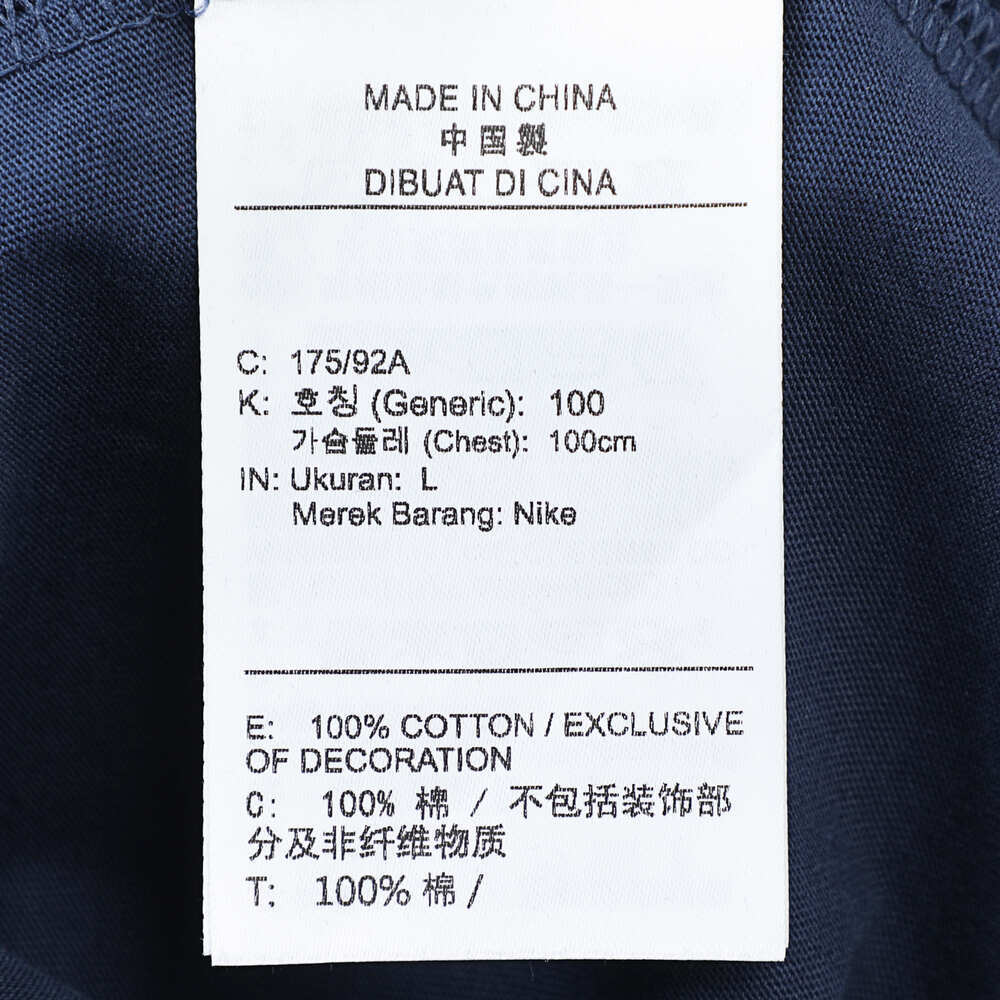 MADE IN CHINA
中国製
DIBUAT DI CINA
C: 175/92A
K: 호칭 (Generic): 100
가슴둘레 (Chest): 100cm
IN: Ukuran: L
Merek Barang: Nike
E: 100% COTTON / EXCLUSIVE
OF DECORATION
C: 100% 棉 / 不包括装饰部
分及非纤维物质
T: 100% 棉 /